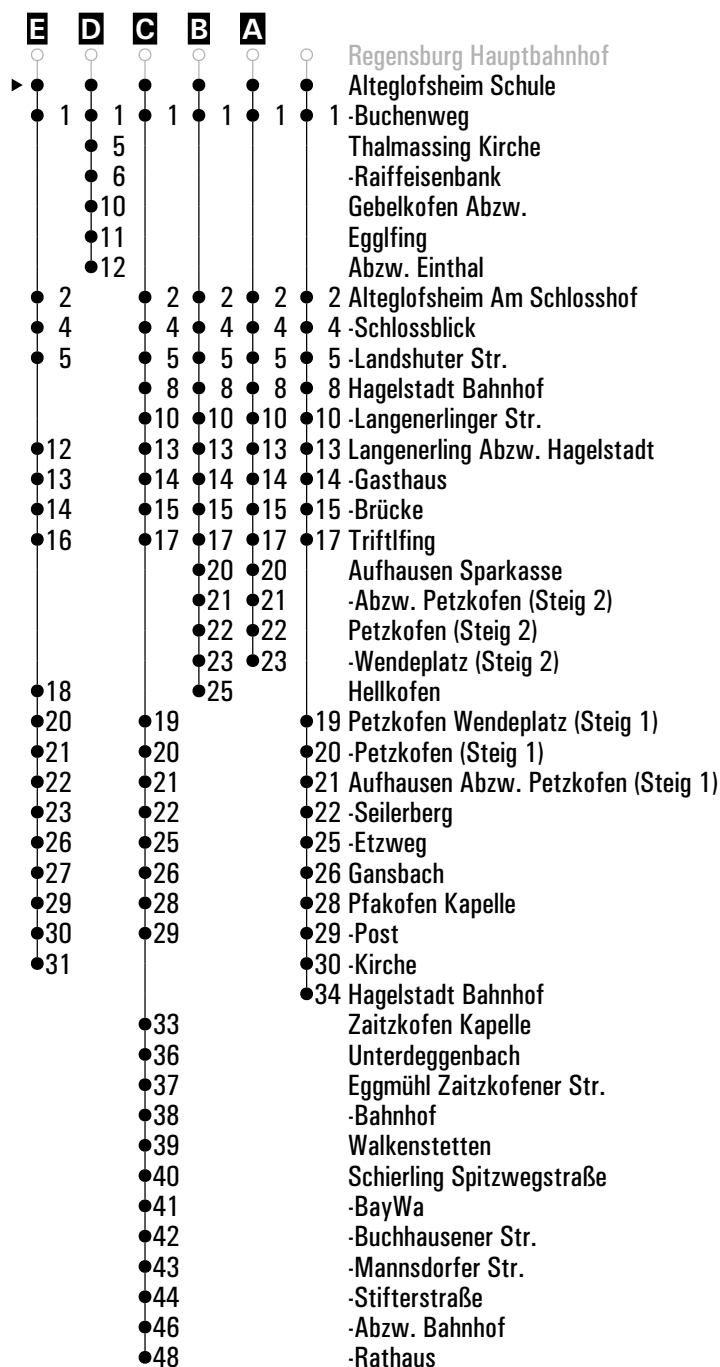 E D C B A
Regensburg Hauptbahnhof
Alteglofsheim Schule
1 1 1 1 1 1 -Buchenweg
5 Thalmassing Kirche
6 -Raiffeisenbank
10 Gebelkofen Abzw.
11 Egglfing
12 Abzw. Einthal
2 2 2 2 2 Alteglofsheim Am Schlosshof
4 4 4 4 4 -Schlossblick
5 5 5 5 5 -Landshuter Str.
8 8 8 8 Hagelstadt Bahnhof
10 10 10 10 -Langenerlinger Str.
12 13 13 13 13 Langenerling Abzw. Hagelstadt
13 14 14 14 14 -Gasthaus
14 15 15 15 15 -Brücke
16 17 17 17 17 Triftlfing
20 20 Aufhausen Sparkasse
21 21 -Abzw. Petzkofen (Steig 2)
22 22 Petzkofen (Steig 2)
23 23 -Wendeplatz (Steig 2)
18 25 Hellkofen
20 19 19 Petzkofen Wendeplatz (Steig 1)
21 20 20 -Petzkofen (Steig 1)
22 21 21 Aufhausen Abzw. Petzkofen (Steig 1)
23 22 22 -Seilerberg
26 25 25 -Etzweg
27 26 26 Gansbach
29 28 28 Pfakofen Kapelle
30 29 29 -Post
31 30 -Kirche
34 Hagelstadt Bahnhof
33 Zaitzkofen Kapelle
36 Unterdeggenbach
37 Eggmühl Zaitzkofener Str.
38 -Bahnhof
39 Walkenstetten
40 Schierling Spitzwegstraße
41 -BayWa
42 -Buchhausener Str.
43 -Mannsdorfer Str.
44 -Stifterstraße
46 -Abzw. Bahnhof
48 -Rathaus